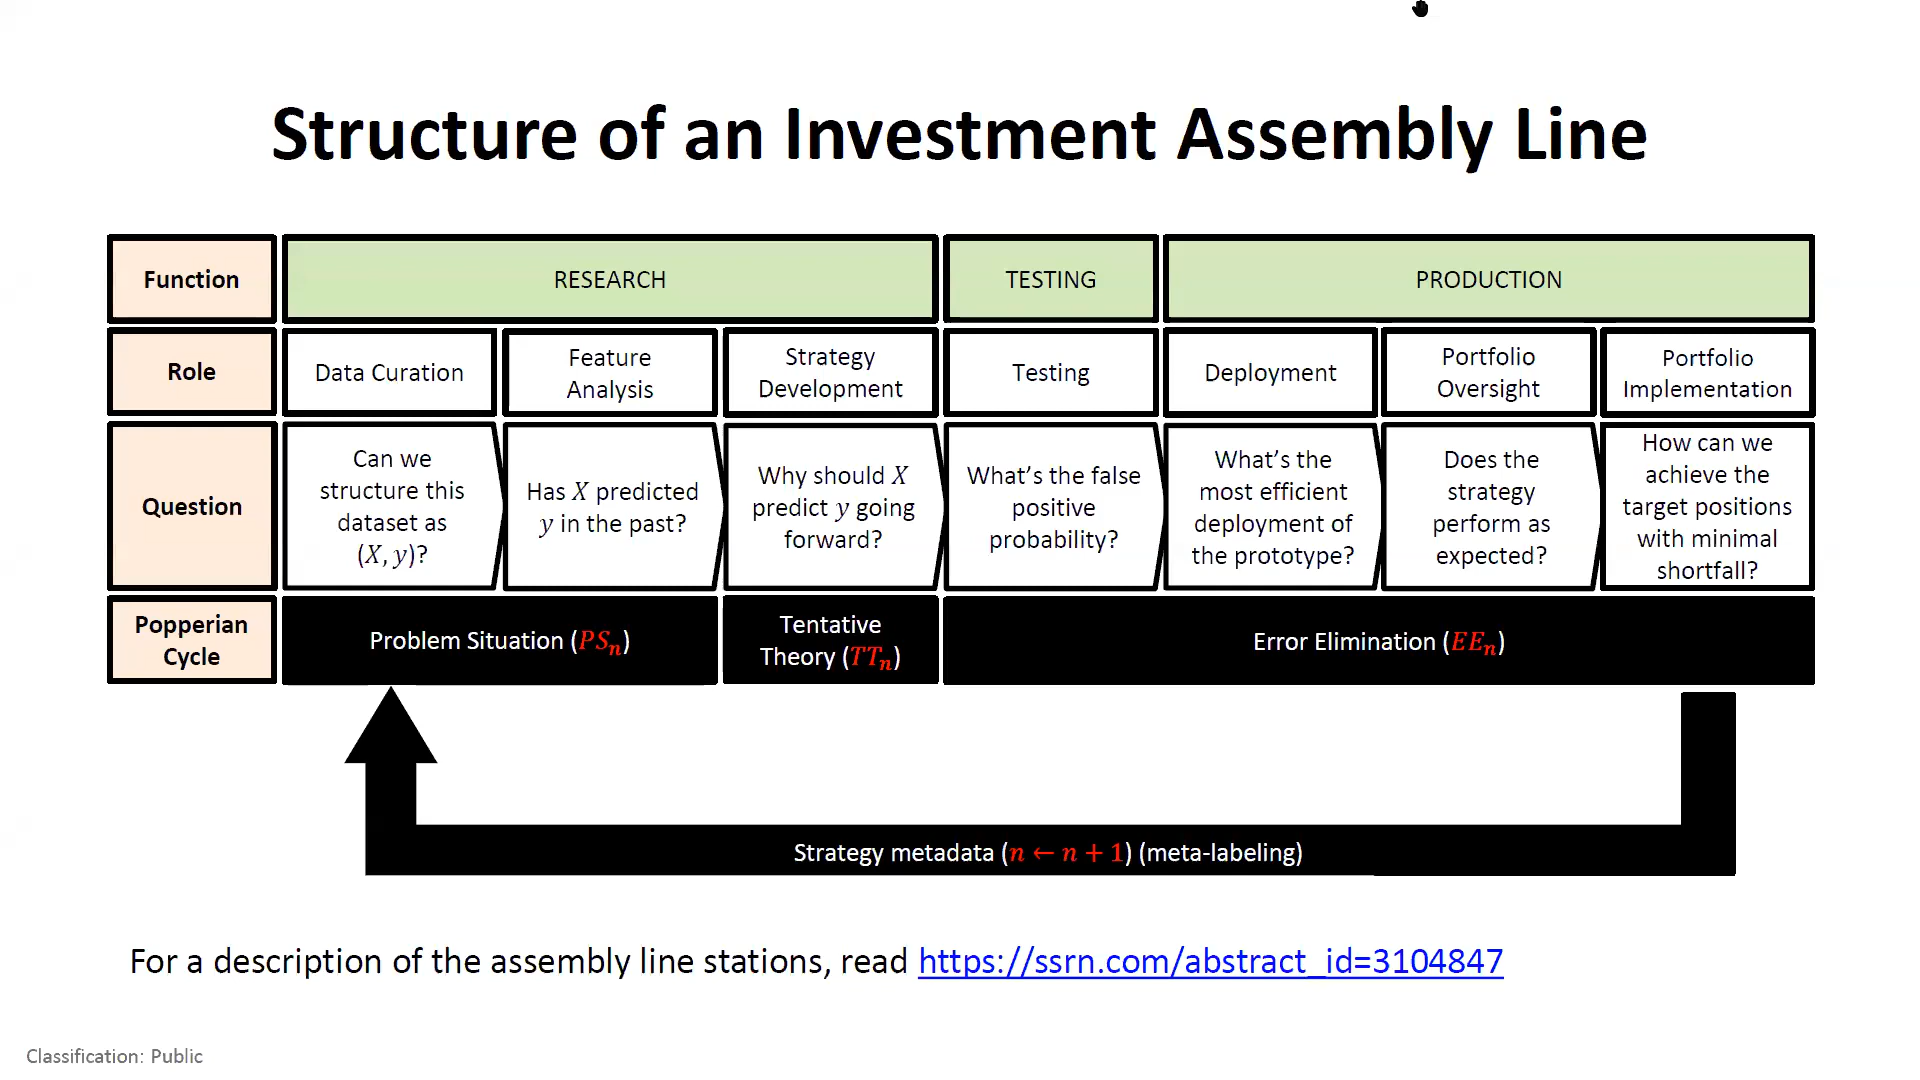 Structure of an Investment Assembly Line
Function
RESEARCH
TESTING
PRODUCTION
Role
Data Curation
Feature
Analysis
Strategy
Development
Testing
Deployment
Portfolio
Oversight
Portfolio
Implementation
Question
Can we
structure this
dataset as
(X, y)?
Has X predicted
y in the past?
Why should X
predict y going
forward?
What's the false
positive
probability?
What's the
most efficient
deployment of
the prototype?
Does the
strategy
perform as
expected?
How can we
achieve the
target positions
with minimal
shortfall?
Popperian
Cycle
Problem Situation (PSₙ)
Tentative
Theory (TTₙ)
Error Elimination (EEₙ)
Strategy metadata (n ← n + 1) (meta-labeling)
For a description of the assembly line stations, read https://ssrn.com/abstract_id=3104847
Classification: Public